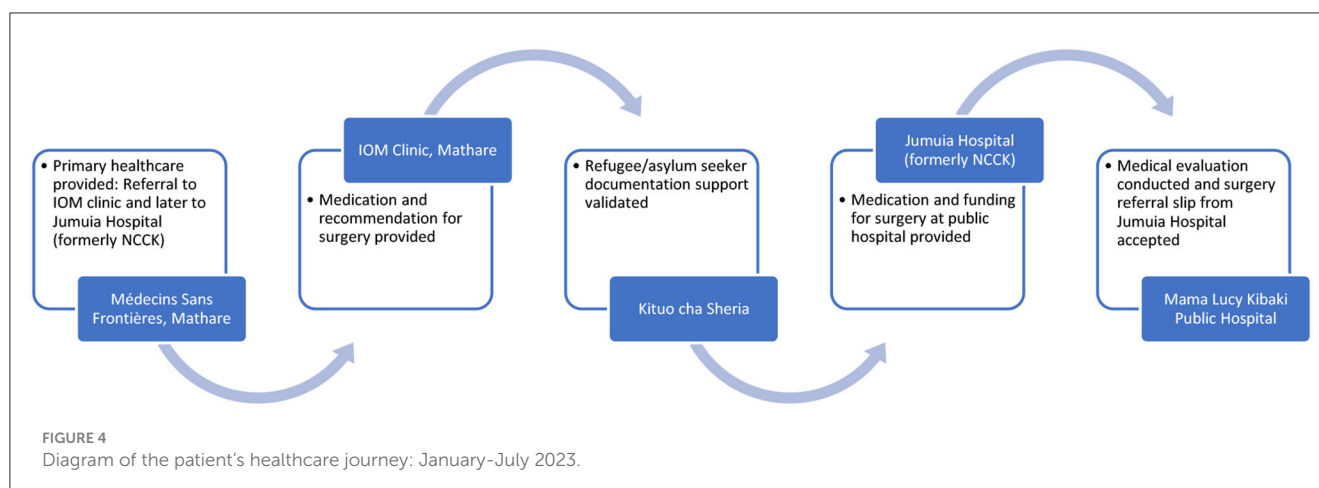 • Primary healthcare
provided: Referral to
IOM clinic and later to
Jumuia Hospital
(formerly NCCK)
Médecins Sans
Frontières, Mathare
IOM Clinic, Mathare
• Medication and
recommendation for
surgery provided
• Refugee/asylum seeker
documentation support
validated
Kituo cha Sheria
Jumuia Hospital
(formerly NCCK)
• Medication and funding
for surgery at public
hospital provided
• Medical evaluation
conducted and surgery
referral slip from
Jumuia Hospital
accepted
Mama Lucy Kibaki
Public Hospital
FIGURE 4
Diagram of the patient's healthcare journey: January-July 2023.